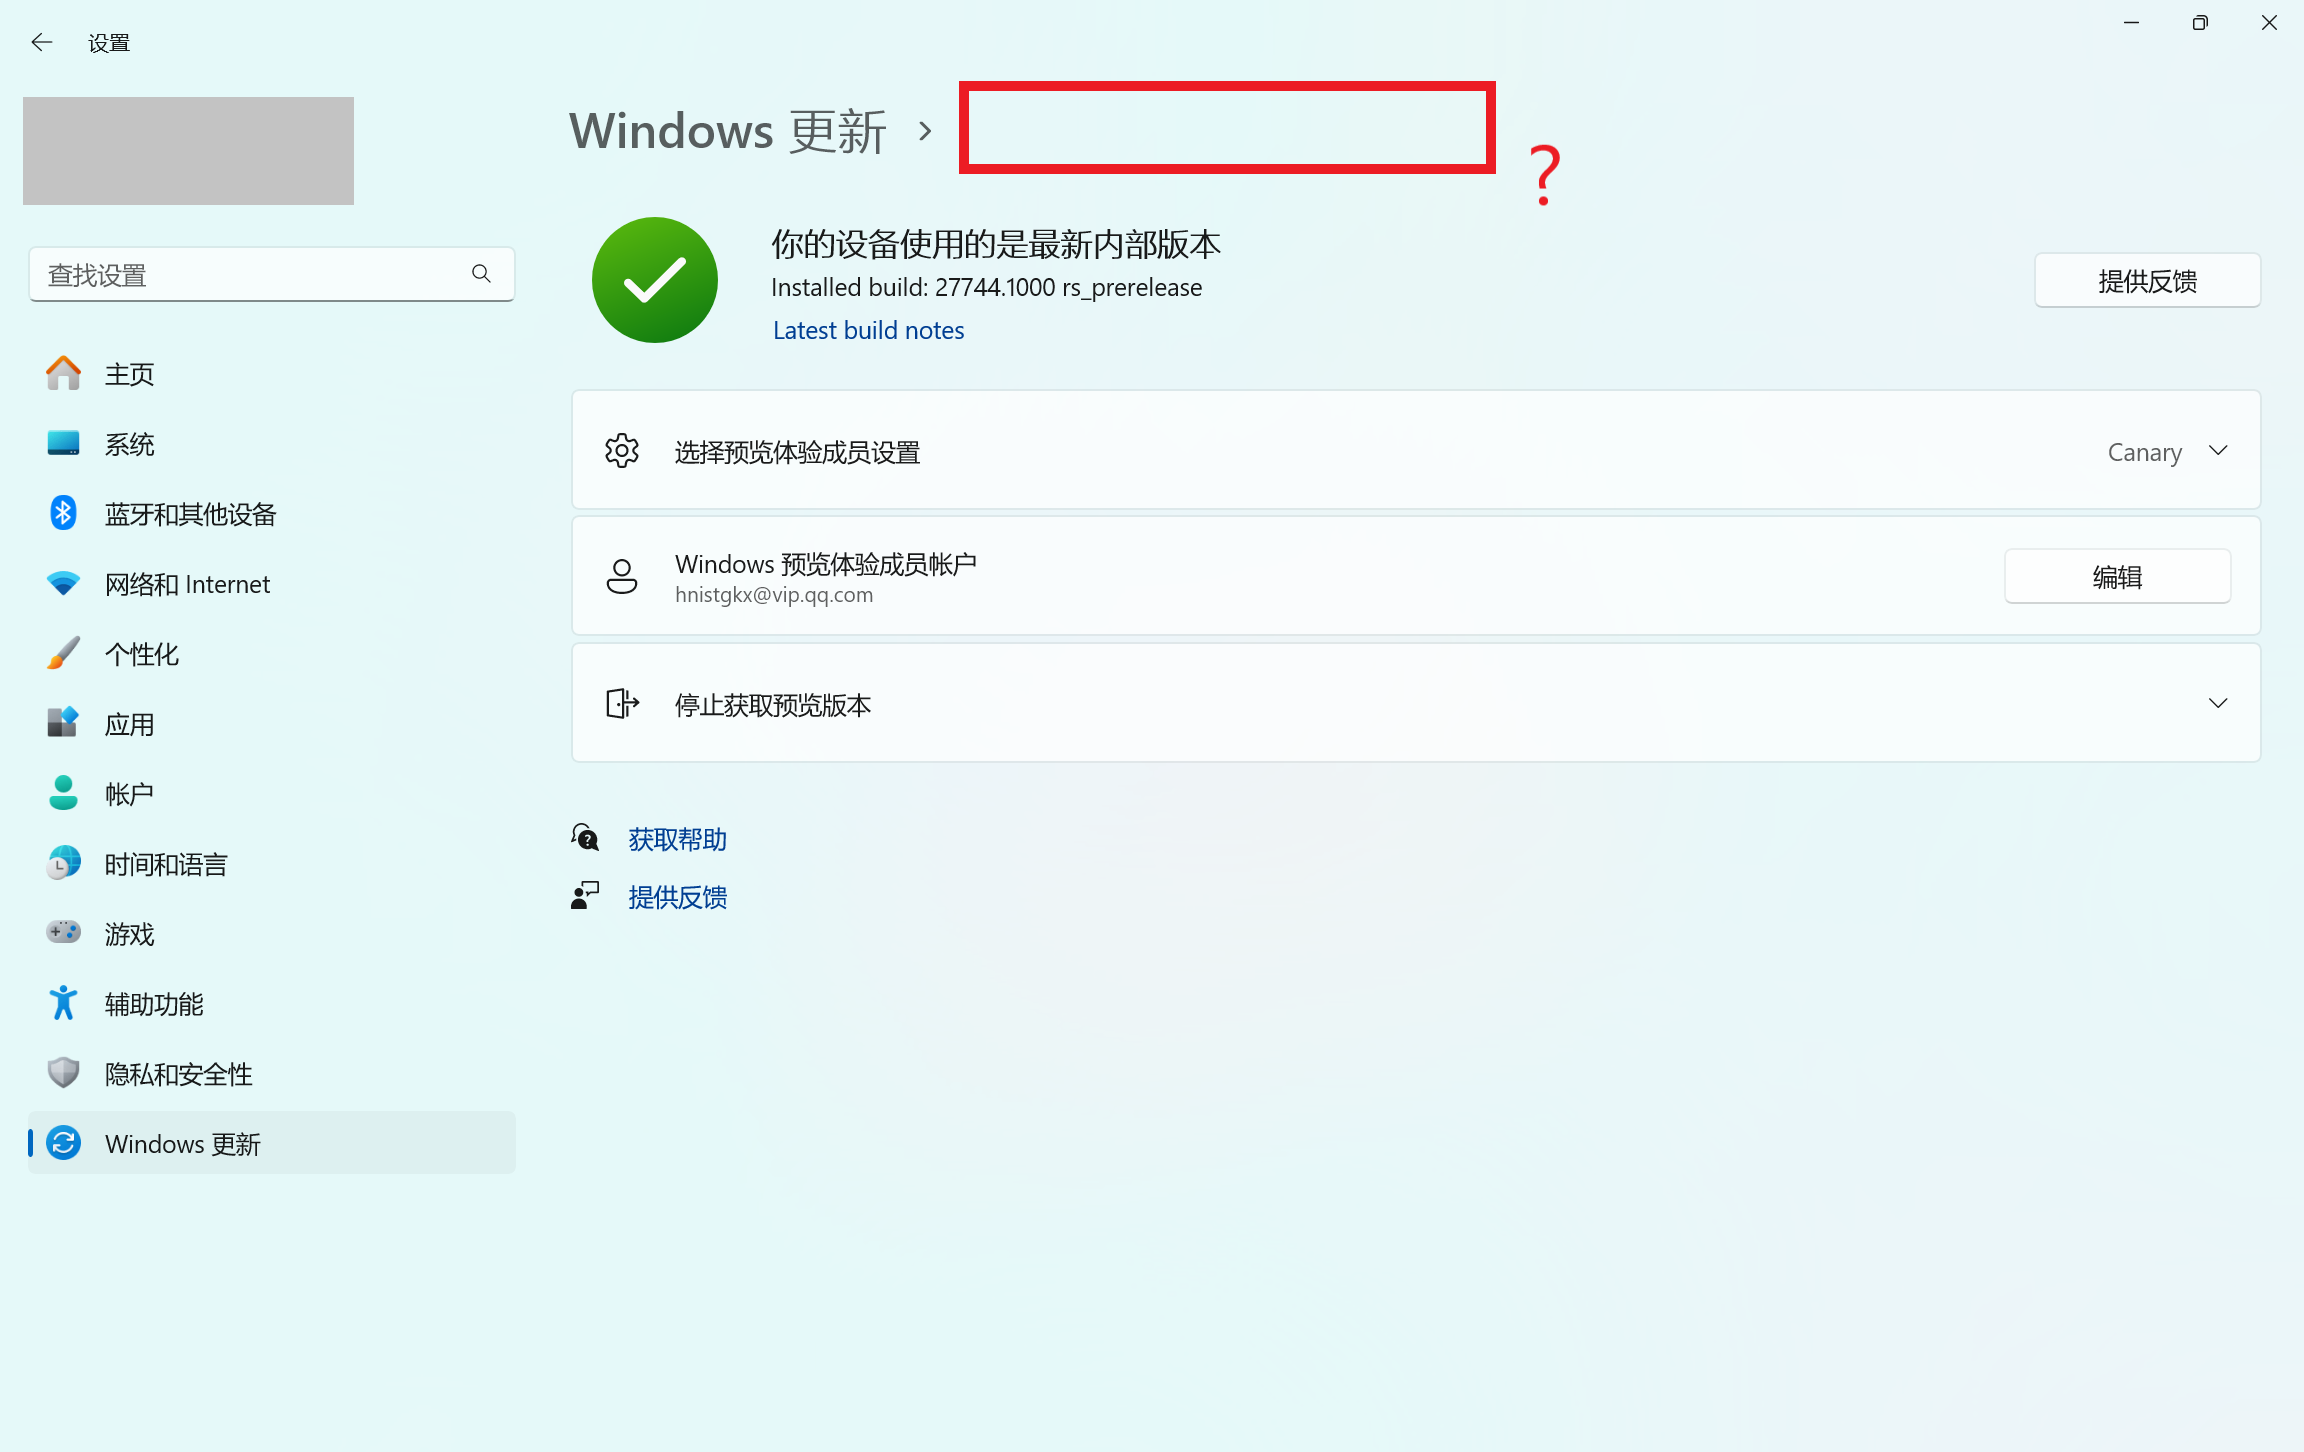 设置
Windows 更新 >
?
查找设置
你的设备使用的是最新内部版本
Installed build: 27744.1000 rs_prerelease
Latest build notes
提供反馈
主页
系统
蓝牙和其他设备
网络和 Internet
个性化
应用
帐户
时间和语言
游戏
辅助功能
隐私和安全性
Windows 更新
选择预览体验成员设置
Canary
Windows 预览体验成员帐户
hnistgkx@vip.qq.com
编辑
停止获取预览版本
获取帮助
提供反馈